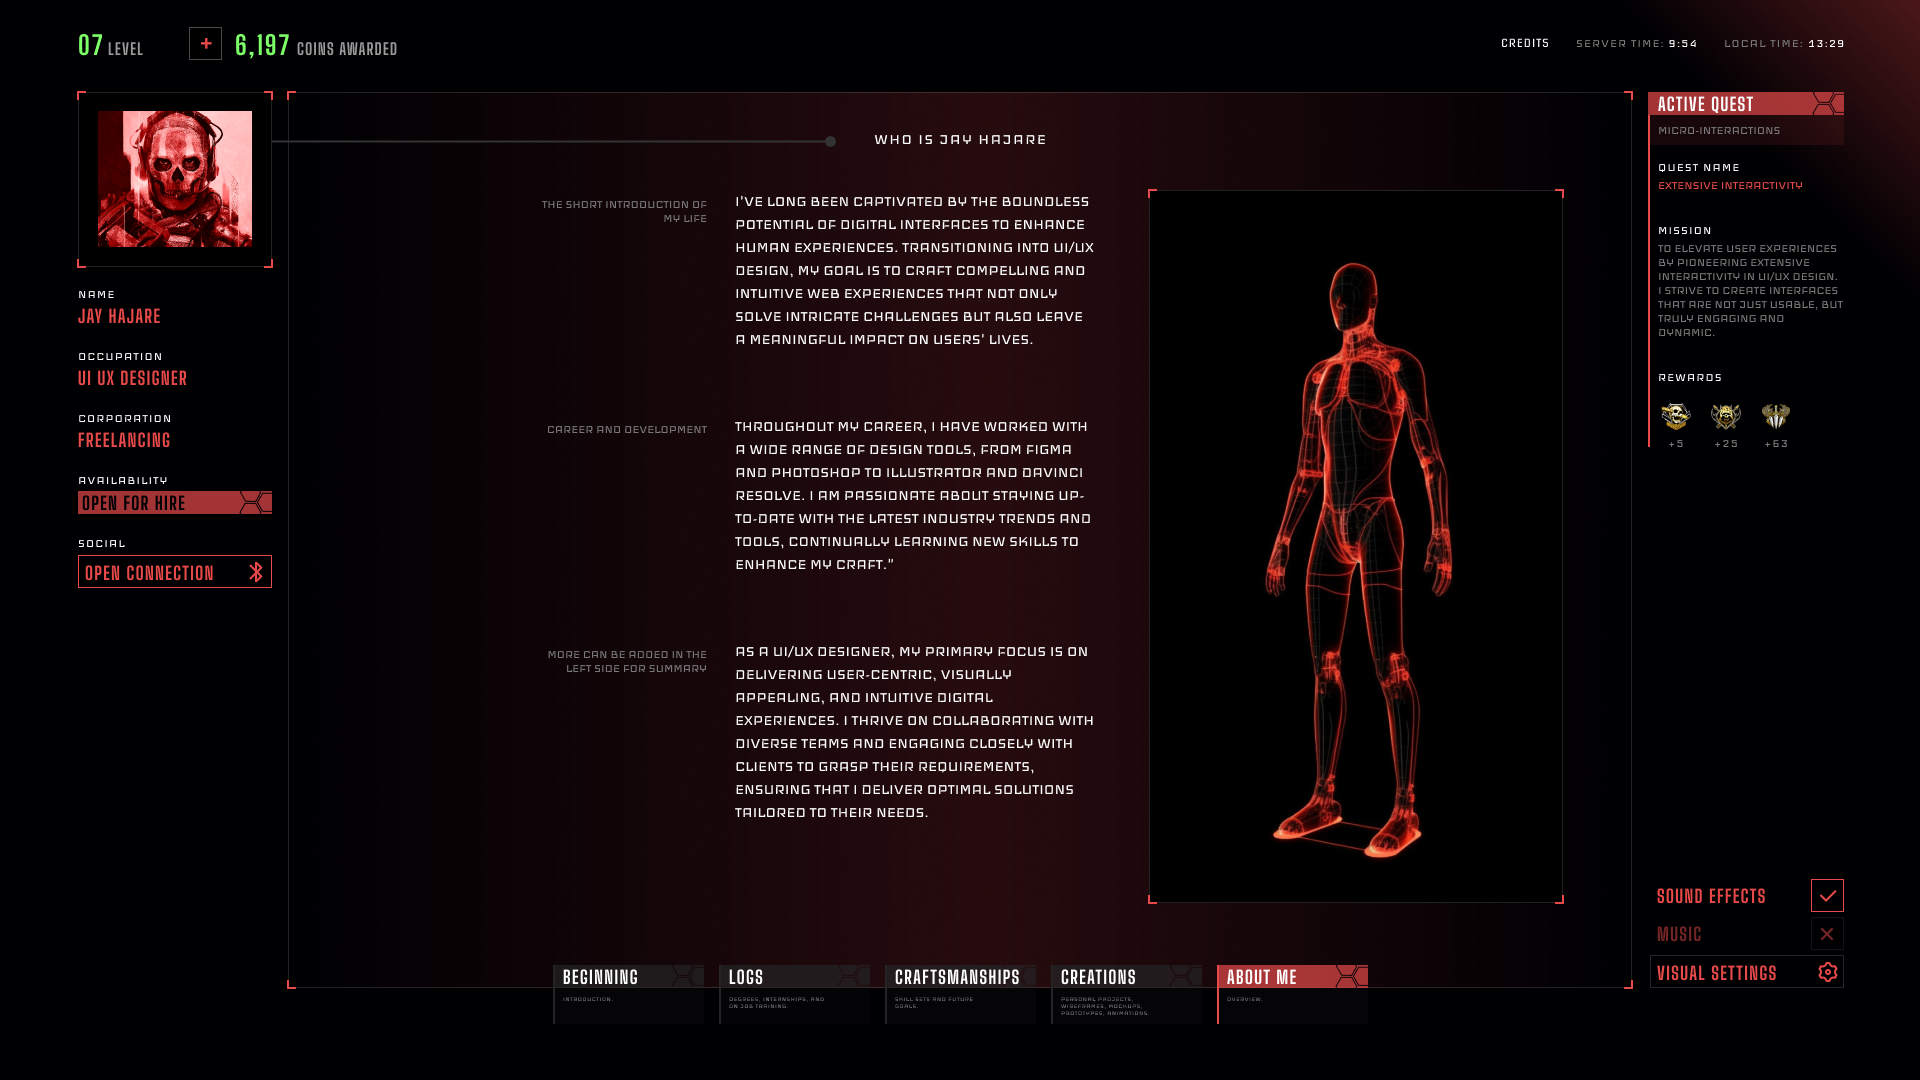 07 LEVEL
+ 6,197 COINS AWARDED
CREDITS
SERVER TIME: 9:54
LOCAL TIME: 13:29
NAME
JAY HAJARE
OCCUPATION
UI UX DESIGNER
CORPORATION
FREELANCING
AVAILABILITY
OPEN FOR HIRE
SOCIAL
OPEN CONNECTION
WHO IS JAY HAJARE
THE SHORT INTRODUCTION OF
MY LIFE
I'VE LONG BEEN CAPTIVATED BY THE BOUNDLESS
POTENTIAL OF DIGITAL INTERFACES TO ENHANCE
HUMAN EXPERIENCES. TRANSITIONING INTO UI/UX
DESIGN, MY GOAL IS TO CRAFT COMPELLING AND
INTUITIVE WEB EXPERIENCES THAT NOT ONLY
SOLVE INTRICATE CHALLENGES BUT ALSO LEAVE
A MEANINGFUL IMPACT ON USERS' LIVES.
CAREER AND DEVELOPMENT
THROUGHOUT MY CAREER, I HAVE WORKED WITH
A WIDE RANGE OF DESIGN TOOLS, FROM FIGMA
AND PHOTOSHOP TO ILLUSTRATOR AND DAVINCI
RESOLVE. I AM PASSIONATE ABOUT STAYING UP-
TO-DATE WITH THE LATEST INDUSTRY TRENDS AND
TOOLS, CONTINUALLY LEARNING NEW SKILLS TO
ENHANCE MY CRAFT."
MORE CAN BE ADDED IN THE
LEFT SIDE FOR SUMMARY
AS A UI/UX DESIGNER, MY PRIMARY FOCUS IS ON
DELIVERING USER-CENTRIC, VISUALLY
APPEALING, AND INTUITIVE DIGITAL
EXPERIENCES. I THRIVE ON COLLABORATING WITH
DIVERSE TEAMS AND ENGAGING CLOSELY WITH
CLIENTS TO GRASP THEIR REQUIREMENTS,
ENSURING THAT I DELIVER OPTIMAL SOLUTIONS
TAILORED TO THEIR NEEDS.
ACTIVE QUEST
MICRO-INTERACTIONS
QUEST NAME
EXTENSIVE INTERACTIVITY
MISSION
TO ELEVATE USER EXPERIENCES
BY PIONEERING EXTENSIVE
INTERACTIVITY IN UI/UX DESIGN.
I STRIVE TO CREATE INTERFACES
THAT ARE NOT JUST USABLE, BUT
TRULY ENGAGING AND
DYNAMIC.
REWARDS
+5 +25 +63
SOUND EFFECTS
MUSIC
VISUAL SETTINGS
BEGINNING
INTRODUCTION.
LOGS
DEGREES, INTERNSHIPS, AND
ON JOB TRAINING.
CRAFTSMANSHIPS
SKILL SETS AND FUTURE
GOALS.
CREATIONS
PERSONAL PROJECTS,
WIREFRAMES, MOCKUPS,
PROTOTYPES, ANIMATIONS.
ABOUT ME
OVERVIEW.